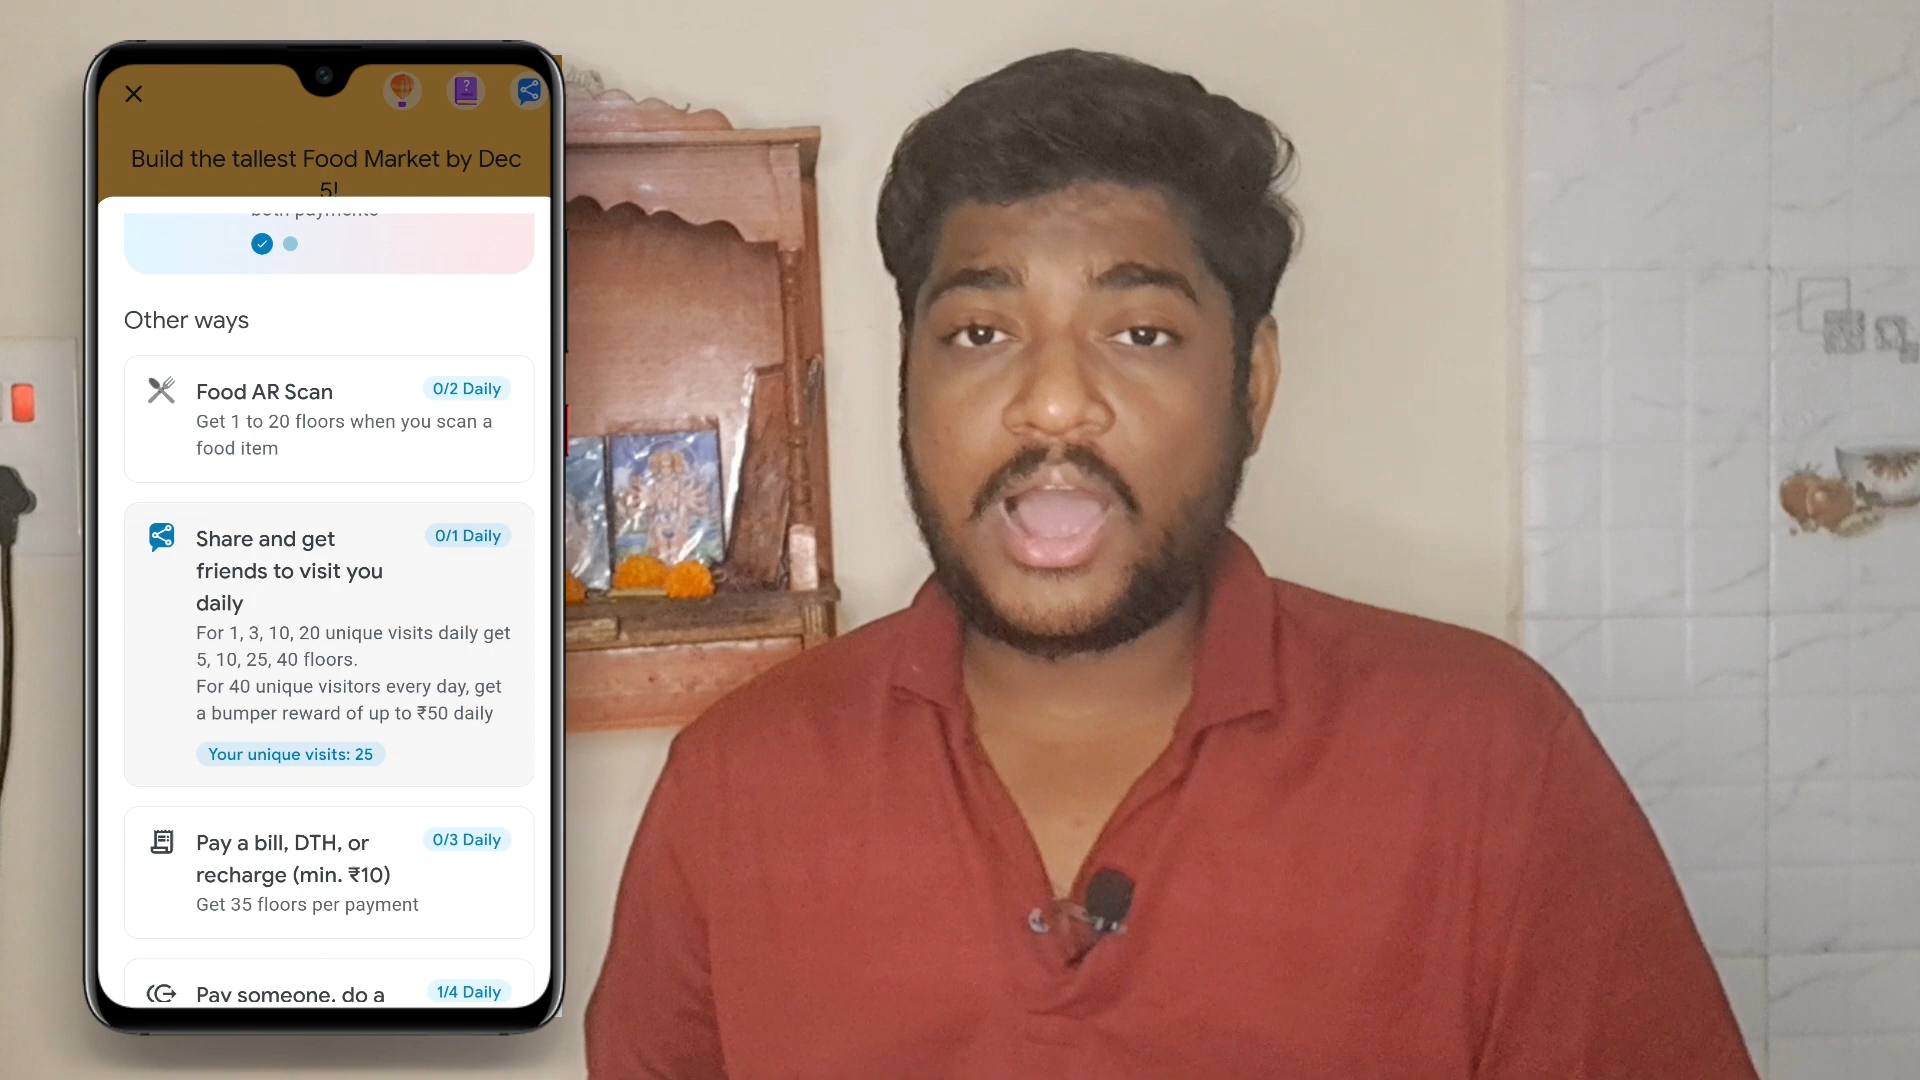 Build the tallest Food Market by Dec
5!
both payments
Other ways
Food AR Scan
0/2 Daily
Get 1 to 20 floors when you scan a
food item
Share and get
0/1 Daily
friends to visit you
daily
For 1, 3, 10, 20 unique visits daily get
5, 10, 25, 40 floors.
For 40 unique visitors every day, get
a bumper reward of up to ₹50 daily
Your unique visits: 25
Pay a bill, DTH, or
0/3 Daily
recharge (min. ₹10)
Get 35 floors per payment
Pay someone, do a
1/4 Daily